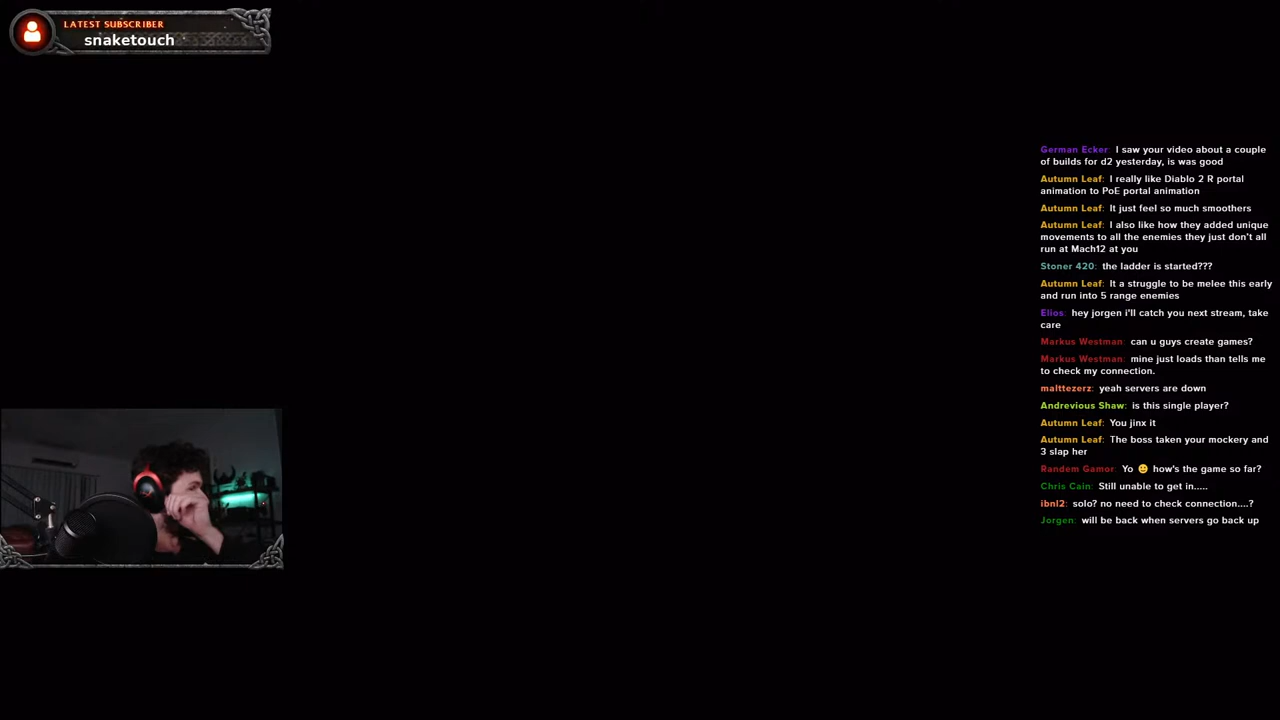 LATEST SUBSCRIBER
snaketouch
German Ecker: I saw your video about a couple
of builds for d2 yesterday, is was good
Autumn Leaf: I really like Diablo 2 R portal
animation to PoE portal animation
Autumn Leaf: It just feel so much smoothers
Autumn Leaf: I also like how they added unique
movements to all the enemies they just don't all
run at Mach12 at you
Stoner 420: the ladder is started???
Autumn Leaf: It a struggle to be melee this early
and run into 5 range enemies
Elios: hey jorgen i'll catch you next stream, take
care
Markus Westman: can u guys create games?
Markus Westman: mine just loads than tells me
to check my connection.
malttezerz: yeah servers are down
Andrevious Shaw: is this single player?
Autumn Leaf: You jinx it
Autumn Leaf: The boss taken your mockery and
3 slap her
Random Gamor: Yo 🙂 how's the game so far?
Chris Cain: Still unable to get in.....
ibnl2: solo? no need to check connection....?
Jorgen: will be back when servers go back up